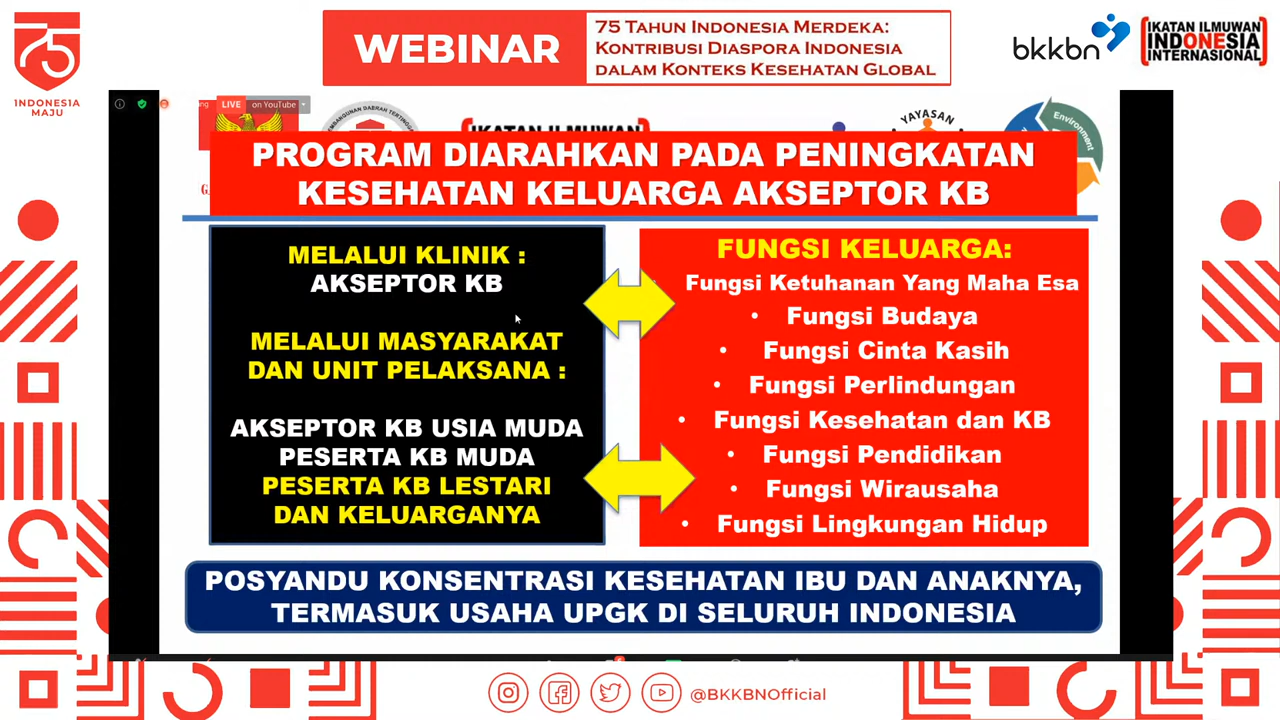 75
INDONESIA
MAJU
WEBINAR
75 TAHUN INDONESIA MERDEKA:
KONTRIBUSI DIASPORA INDONESIA
DALAM KONTEKS KESEHATAN GLOBAL
bkkbn
IKATAN ILMUWAN
INDONESIA
INTERNASIONAL
LIVE on YouTube
IKATAN ILMUWAN
YAYASAN
Environment
PROGRAM DIARAHKAN PADA PENINGKATAN
KESEHATAN KELUARGA AKSEPTOR KB
MELALUI KLINIK :
AKSEPTOR KB
MELALUI MASYARAKAT
DAN UNIT PELAKSANA :
AKSEPTOR KB USIA MUDA
PESERTA KB MUDA
PESERTA KB LESTARI
DAN KELUARGANYA
FUNGSI KELUARGA:
Fungsi Ketuhanan Yang Maha Esa
• Fungsi Budaya
• Fungsi Cinta Kasih
• Fungsi Perlindungan
• Fungsi Kesehatan dan KB
• Fungsi Pendidikan
• Fungsi Wirausaha
• Fungsi Lingkungan Hidup
POSYANDU KONSENTRASI KESEHATAN IBU DAN ANAKNYA,
TERMASUK USAHA UPGK DI SELURUH INDONESIA
@BKKBNOfficial